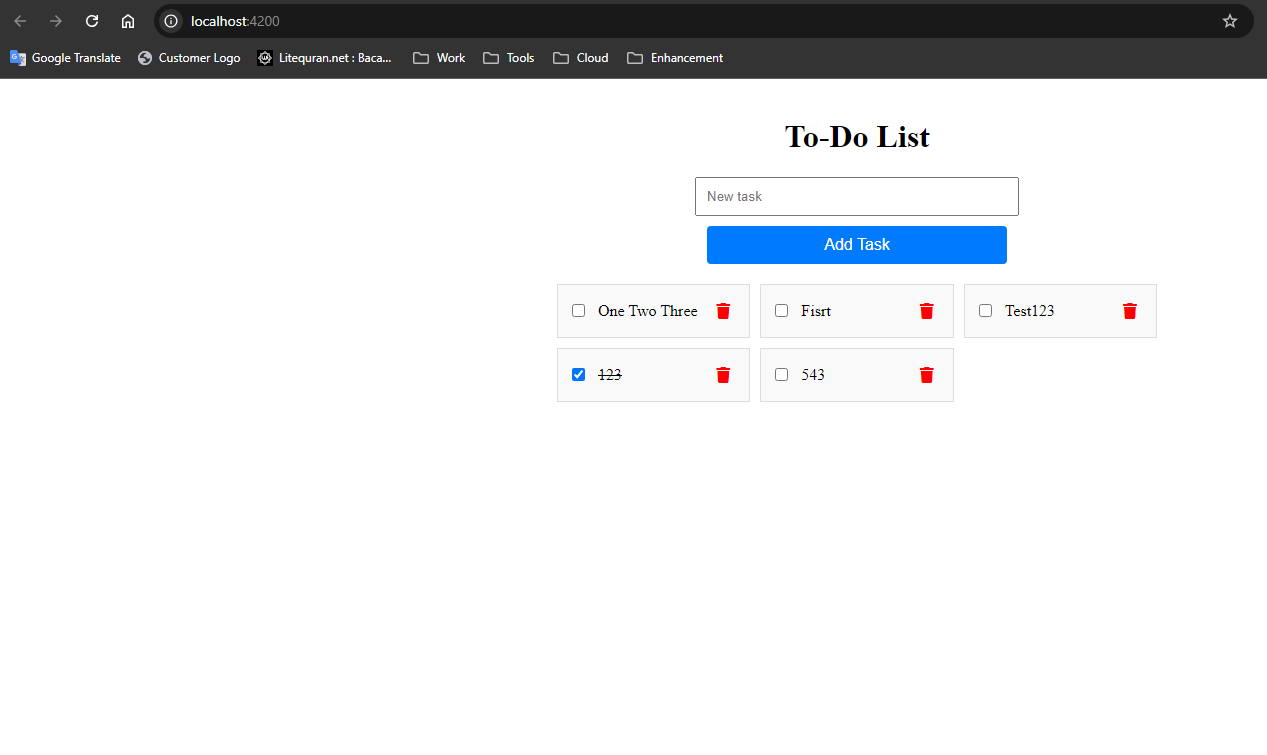 localhost:4200
Google Translate Customer Logo Litequran.net : Baca... Work Tools Cloud Enhancement
To-Do List
New task
Add Task
One Two Three Fisrt Test123
123 543